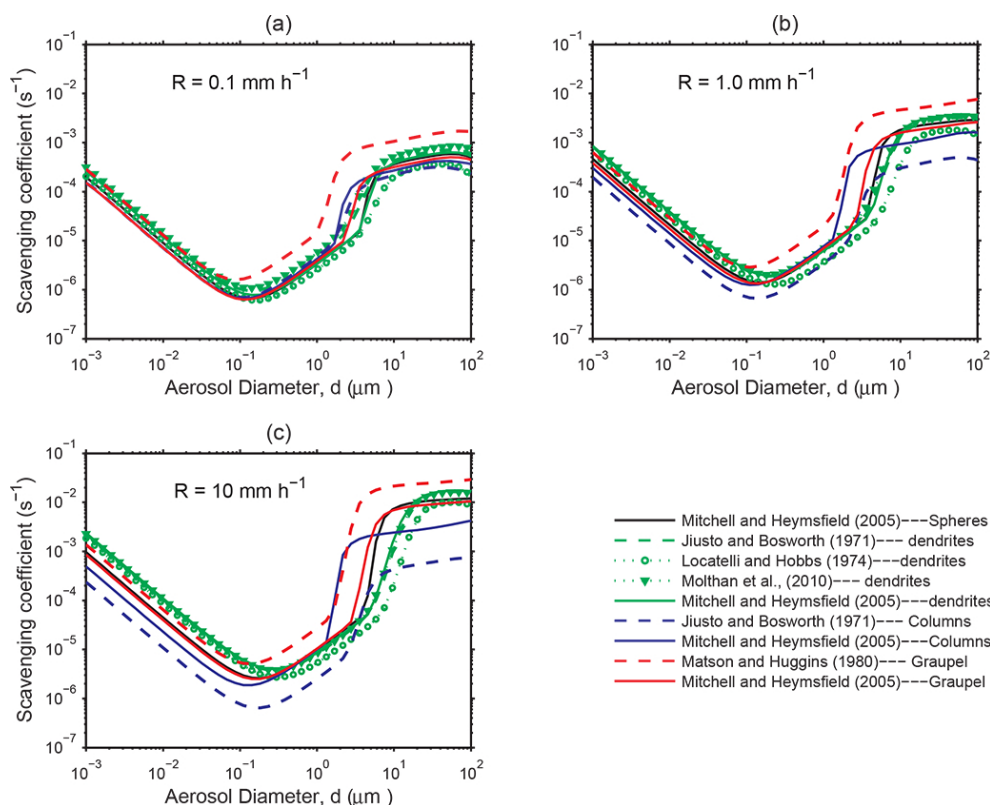 (a)
10⁻¹
10⁻²
10⁻³
10⁻⁴
10⁻⁵
10⁻⁶
10⁻⁷
Scavenging coefficient (s⁻¹)
R = 0.1 mm h⁻¹
10⁻³ 10⁻² 10⁻¹ 10⁰ 10¹ 10²
Aerosol Diameter, d (μm)
(b)
10⁻¹
10⁻²
10⁻³
10⁻⁴
10⁻⁵
10⁻⁶
10⁻⁷
R = 1.0 mm h⁻¹
10⁻³ 10⁻² 10⁻¹ 10⁰ 10¹ 10²
Aerosol Diameter, d (μm)
(c)
10⁻¹
10⁻²
10⁻³
10⁻⁴
10⁻⁵
10⁻⁶
10⁻⁷
Scavenging coefficient (s⁻¹)
R = 10 mm h⁻¹
10⁻³ 10⁻² 10⁻¹ 10⁰ 10¹ 10²
Aerosol Diameter, d (μm)
Mitchell and Heymsfield (2005)---Spheres
Jiusto and Bosworth (1971)--- dendrites
Locatelli and Hobbs (1974)---dendrites
Molthan et al., (2010)--- dendrites
Mitchell and Heymsfield (2005)---dendrites
Jiusto and Bosworth (1971)--- Columns
Mitchell and Heymsfield (2005)---Columns
Matson and Huggins (1980)--- Graupel
Mitchell and Heymsfield (2005)---Graupel